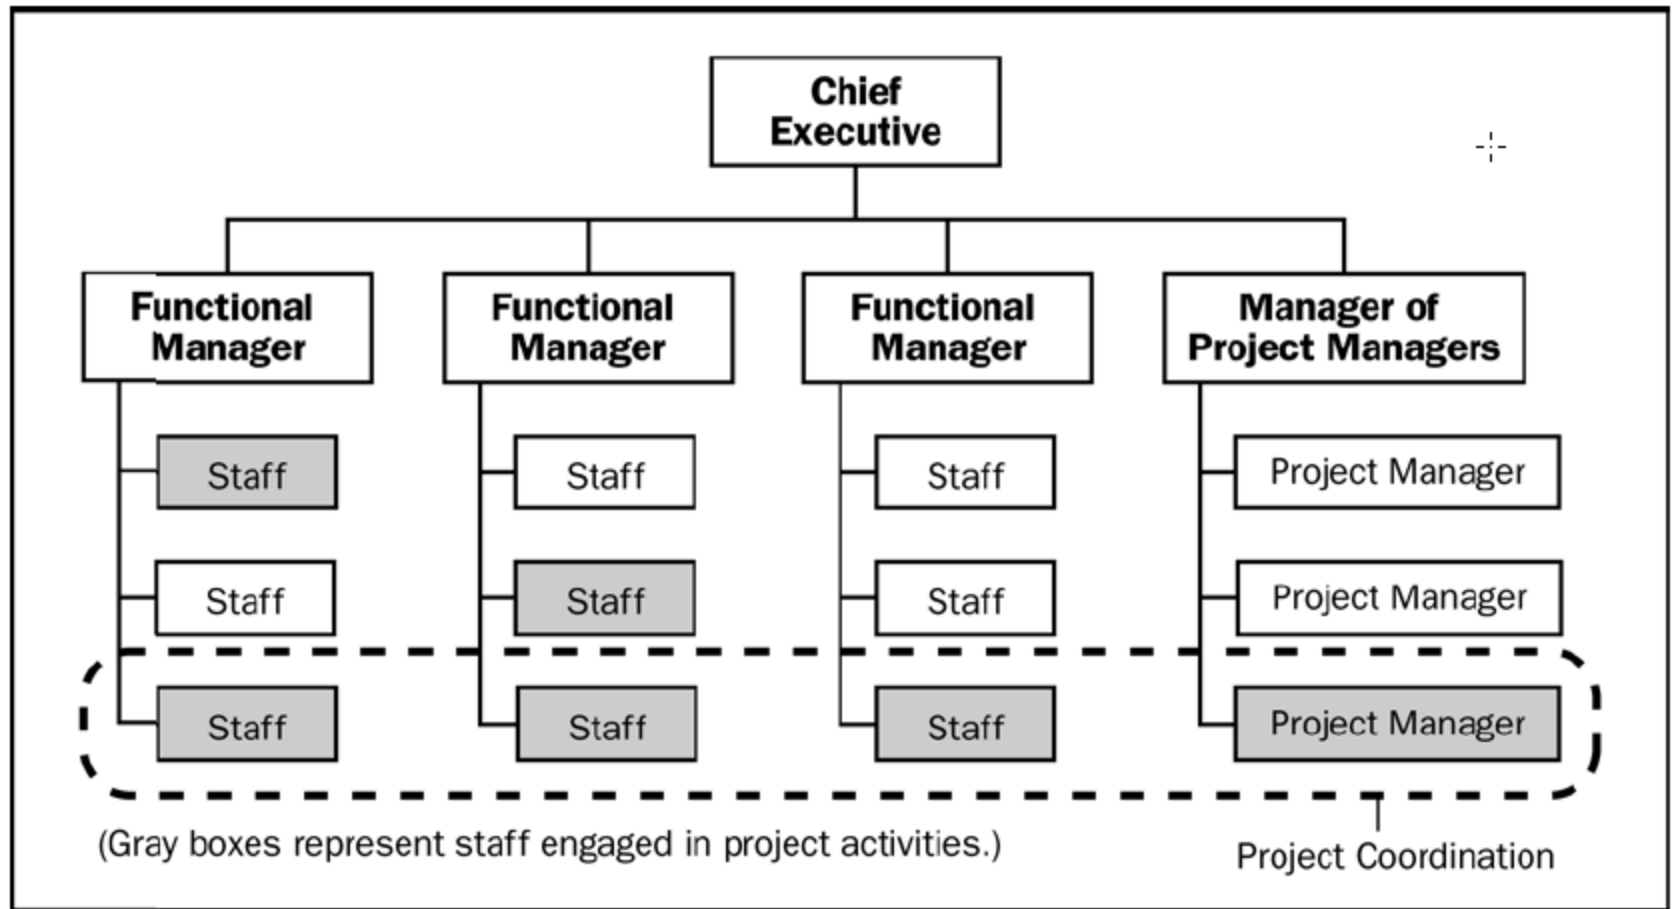 Chief
Executive
Functional
Manager
Functional
Manager
Functional
Manager
Manager of
Project Managers
Staff
Staff
Staff
Project Manager
Staff
Staff
Staff
Project Manager
Staff
Staff
Staff
Project Manager
(Gray boxes represent staff engaged in project activities.)
Project Coordination